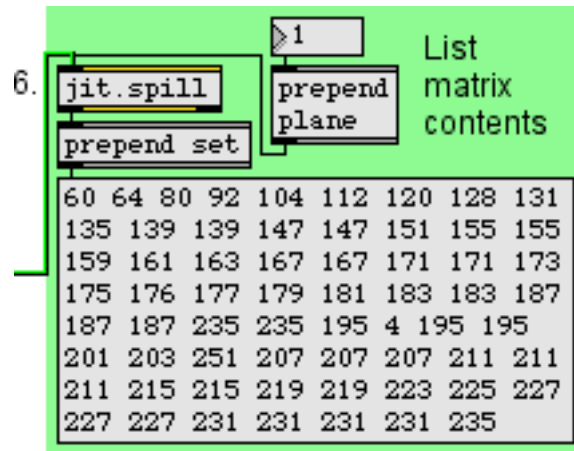 1
List
matrix
contents
6.
jit.spill
prepend
plane
prepend set
60 64 80 92 104 112 120 128 131
135 139 139 147 147 151 155 155
159 161 163 167 167 171 171 173
175 176 177 179 181 183 183 187
187 187 235 235 195 4 195 195
201 203 251 207 207 207 211 211
211 215 215 219 219 223 225 227
227 227 231 231 231 231 235